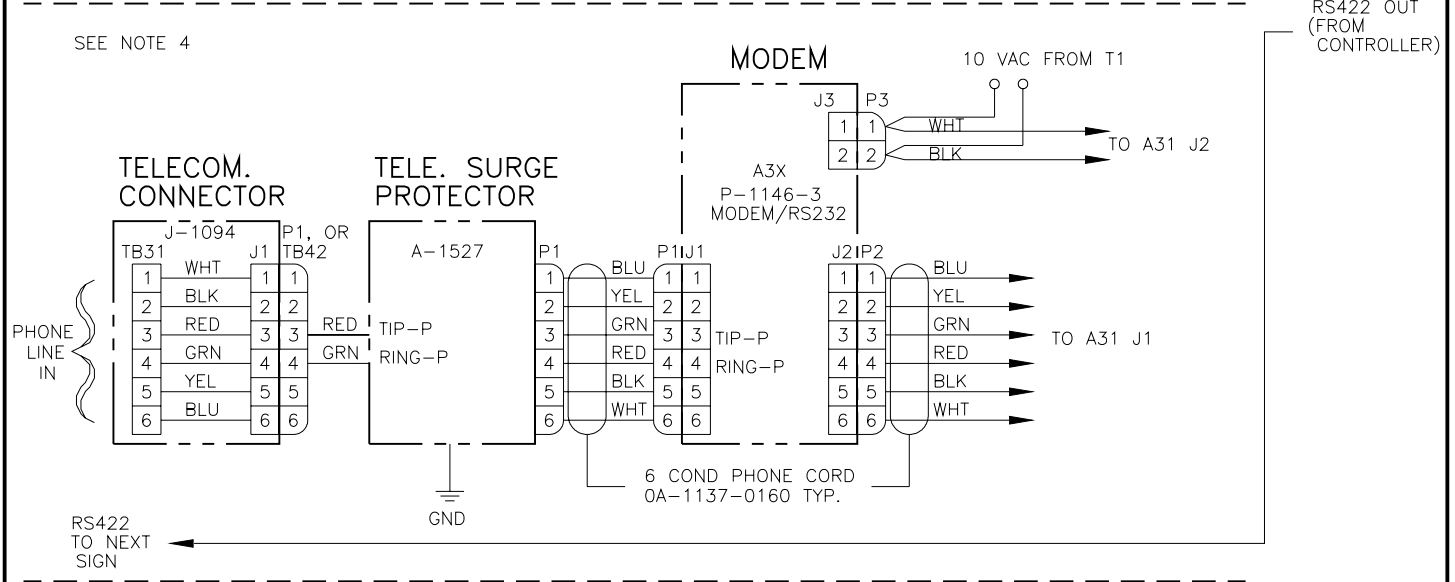 RS422 OUT
(FROM
CONTROLLER)
SEE NOTE 4
MODEM
10 VAC FROM T1
J3 P3
1 1 WHT
2 2 BLK
TO A31 J2
TELECOM.
CONNECTOR
TELE. SURGE
PROTECTOR
A3X
P-1146-3
MODEM/RS232
J-1094
P1, OR
TB42
TB31
J1
A-1527
P1
P1 J1
J2 P2
PHONE
LINE
IN
1 WHT 1 1
2 BLK 2 2
3 RED 3 3 RED TIP-P
4 GRN 4 4 GRN RING-P
5 YEL 5 5
6 BLU 6 6
1 BLU 1 1
2 YEL 2 2
3 GRN 3 3 TIP-P
4 RED 4 4 RING-P
5 BLK 5 5
6 WHT 6 6
1 1 BLU
2 2 YEL
3 3 GRN
4 4 RED
5 5 BLK
6 6 WHT
TO A31 J1
6 COND PHONE CORD
0A-1137-0160 TYP.
GND
RS422
TO NEXT
SIGN